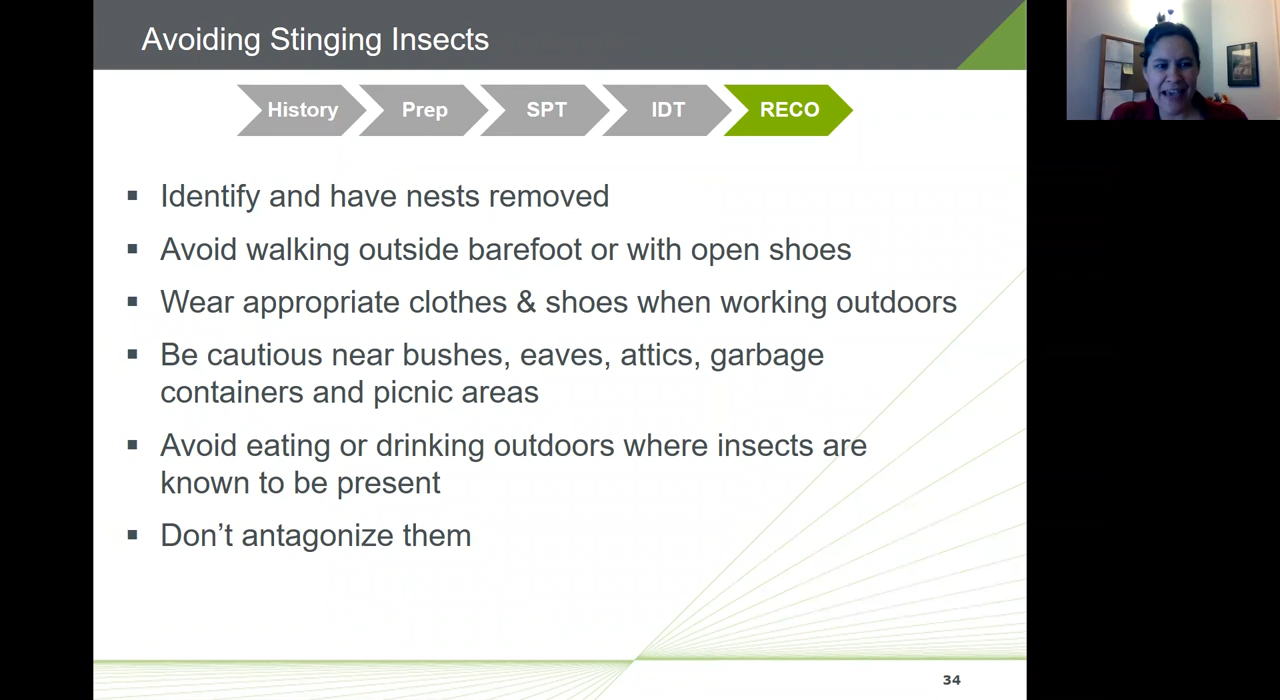 Avoiding Stinging Insects
History Prep SPT IDT RECO
▪ Identify and have nests removed
▪ Avoid walking outside barefoot or with open shoes
▪ Wear appropriate clothes & shoes when working outdoors
▪ Be cautious near bushes, eaves, attics, garbage
containers and picnic areas
▪ Avoid eating or drinking outdoors where insects are
known to be present
▪ Don’t antagonize them
34